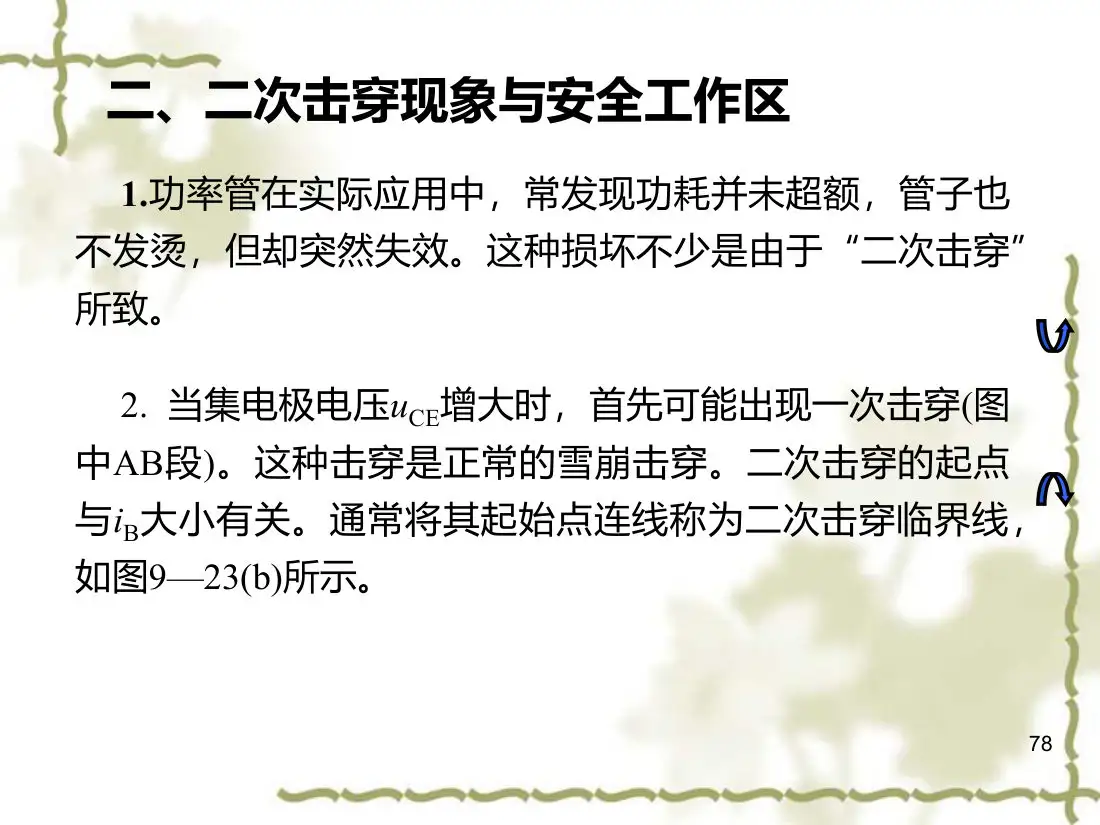 二、二次击穿现象与安全工作区
1.功率管在实际应用中，常发现功耗并未超额，管子也
不发烫，但却突然失效。这种损坏不少是由于“二次击穿”
所致。
2. 当集电极电压uCE增大时，首先可能出现一次击穿(图
中AB段)。这种击穿是正常的雪崩击穿。二次击穿的起点
与iB大小有关。通常将其起始点连线称为二次击穿临界线，
如图9—23(b)所示。
78